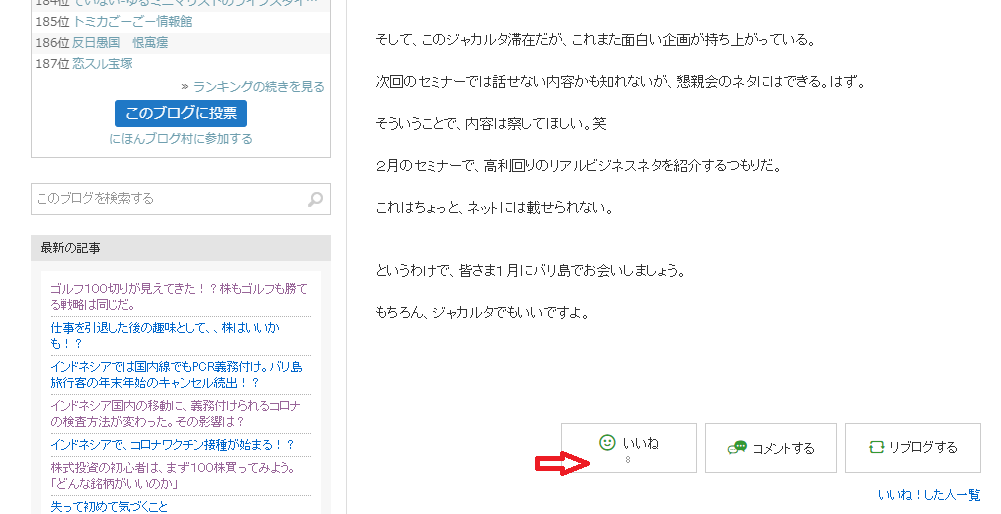 185位 トミカごーごー情報館
186位 反日愚国 恨寓瘻
187位 恋スル宝塚
» ランキングの続きを見る
このブログに投票
にほんブログ村に参加する
このブログを検索する
最新の記事
ゴルフ100切りが見えてきた！？株もゴルフも勝て
る戦略は同じだ。
仕事を引退した後の趣味として、、株はいいか
も！？
インドネシアでは国内線でもPCR義務付け。バリ島
旅行客の年末年始のキャンセル続出！？
インドネシア国内の移動に、義務付けられるコロナ
の検査方法が変わった。その影響は？
インドネシアで、コロナワクチン接種が始まる！？
株式投資の初心者は、まず100株買ってみよう。
「どんな銘柄がいいのか」
失って初めて気づくこと
そして、このジャカルタ滞在だが、これまた面白い企画が持ち上がっている。
次回のセミナーでは話せない内容かも知れないが、懇親会のネタにはできる。はず。
そういうことで、内容は察してほしい。笑
２月のセミナーで、高利回りのリアルビジネスネタを紹介するつもりだ。
これはちょっと、ネットには載せられない。
というわけで、皆さま１月にバリ島でお会いしましょう。
もちろん、ジャカルタでもいいですよ。
いいね
8
コメントする
リブログする
いいね！した人一覧